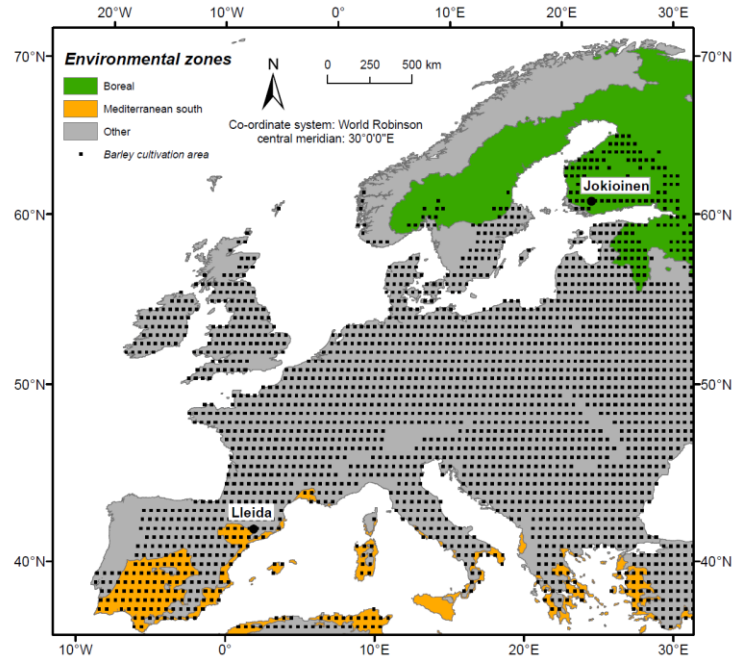 20°W 10°W 0° 10°E 20°E 30°E
70°N 70°N
Environmental zones
Boreal
Mediterranean south
Other
Barley cultivation area
N
0 250 500 km
Co-ordinate system: World Robinson
central meridian: 30°0'0"E
Jokioinen
60°N 60°N
50°N 50°N
Lleida
40°N 40°N
10°W 0° 10°E 20°E 30°E